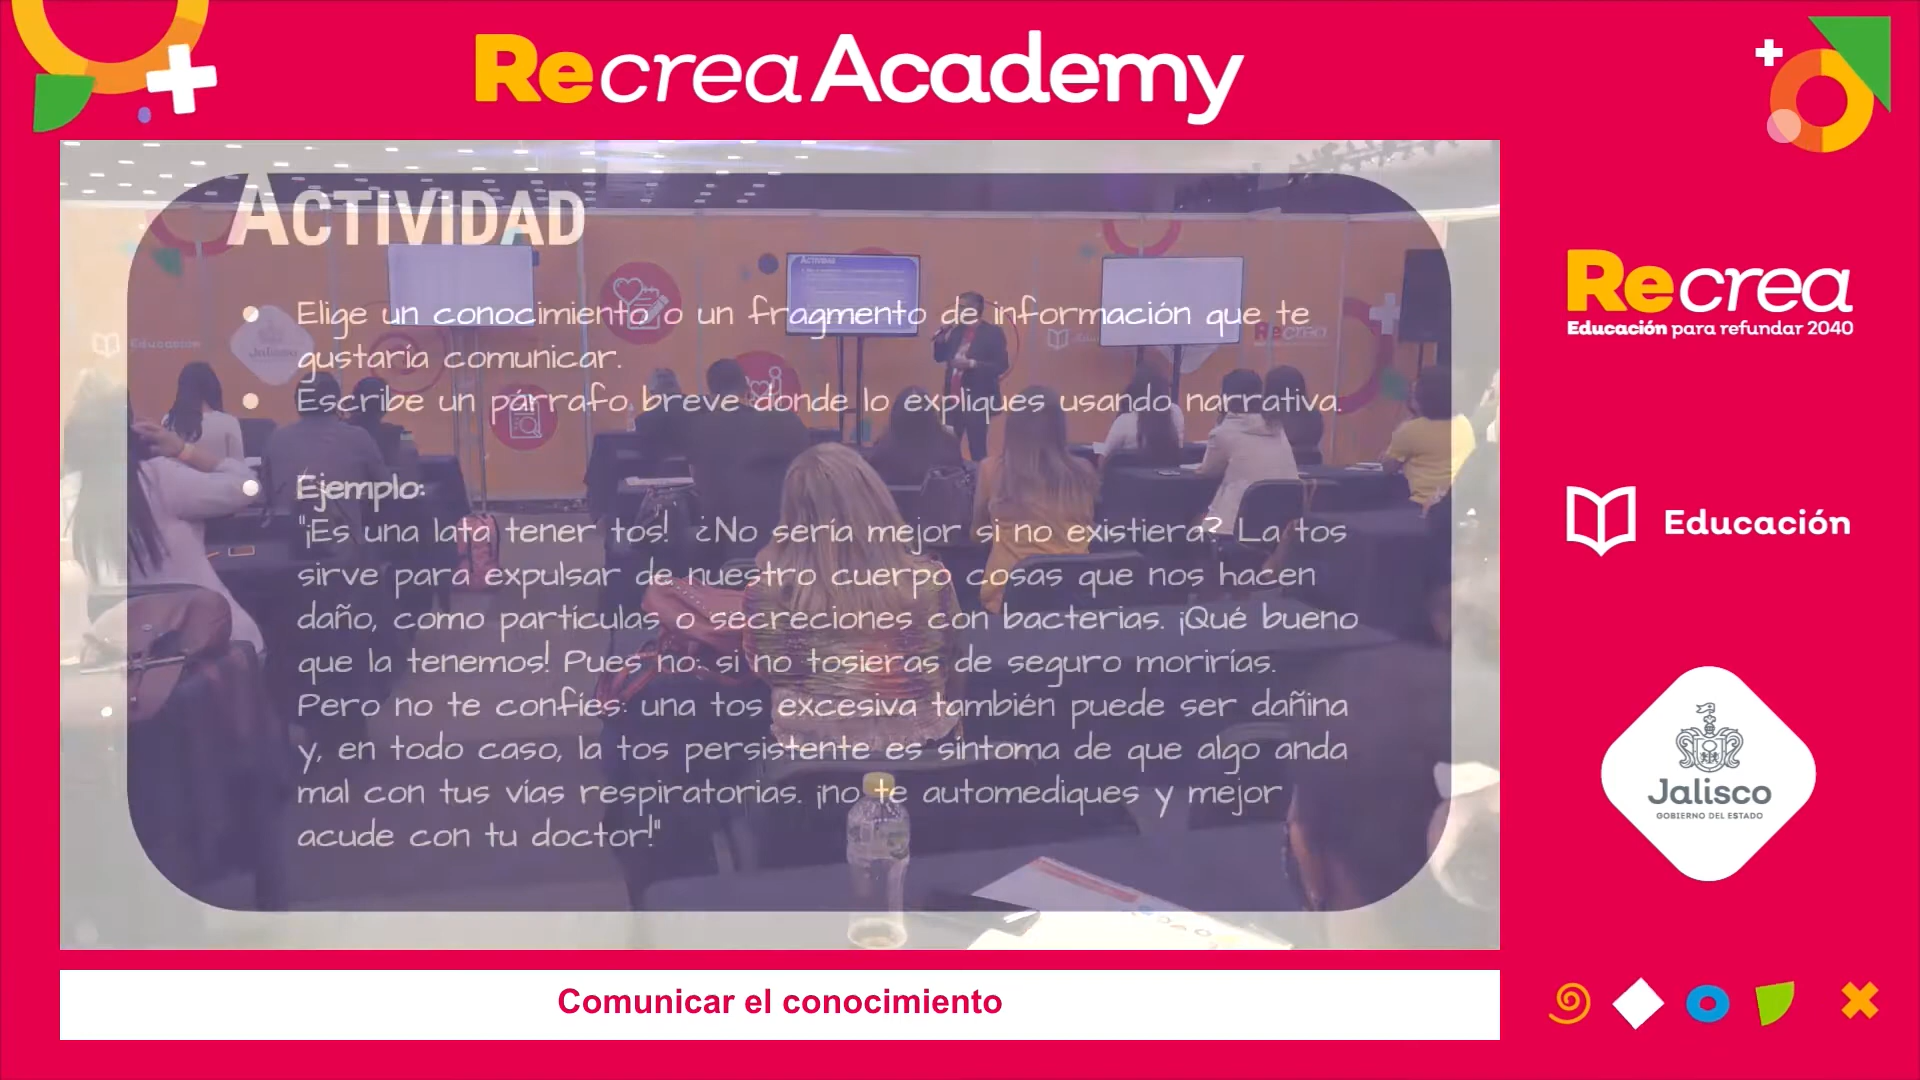 Recrea Academy
ACTIVIDAD
Elige un conocimiento o un fragmento de información que te
gustaría comunicar.
Escribe un párrafo breve donde lo expliques usando narrativa.
Ejemplo:
"¡Es una lata tener tos! ¿No sería mejor si no existiera? La tos
sirve para expulsar de nuestro cuerpo cosas que nos hacen
daño, como partículas o secreciones con bacterias. ¡Qué bueno
que la tenemos! Pues no: si no tosieras de seguro morirías.
Pero no te confíes: una tos excesiva también puede ser dañina
y, en todo caso, la tos persistente es síntoma de que algo anda
mal con tus vías respiratorias. ¡no te automediques y mejor
acude con tu doctor!"
Educación
Jalisco
ACTIVIDAD
Recrea
Comunicar el conocimiento
Recrea
Educación para refundar 2040
Educación
Jalisco
GOBIERNO DEL ESTADO